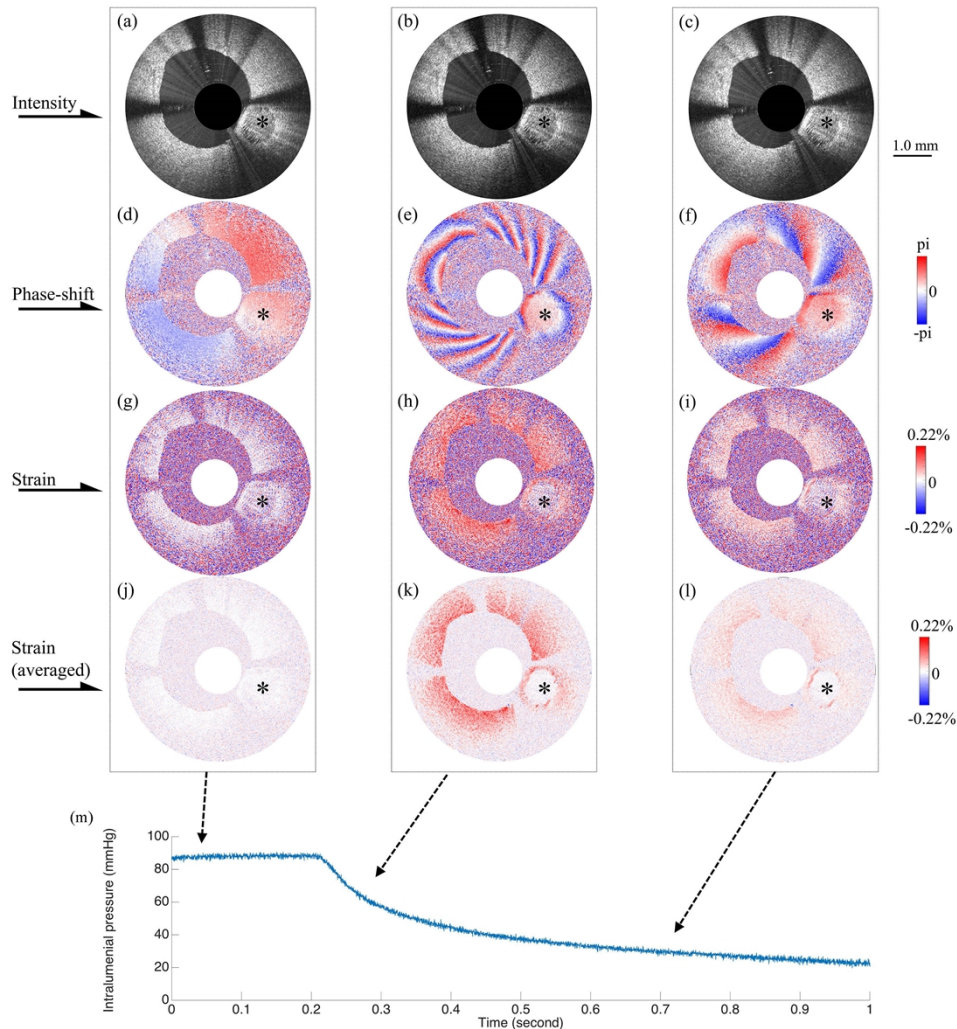 (a)
(b)
(c)
Intensity
*
*
*
1.0 mm
(d)
(e)
(f)
Phase-shift
*
*
*
pi
0
-pi
(g)
(h)
(i)
Strain
*
*
*
0.22%
0
-0.22%
(j)
(k)
(l)
Strain
(averaged)
*
*
*
0.22%
0
-0.22%
(m)
Intralumenial pressure (mmHg)
100
80
60
40
20
0
0 0.1 0.2 0.3 0.4 0.5 0.6 0.7 0.8 0.9 1
Time (second)